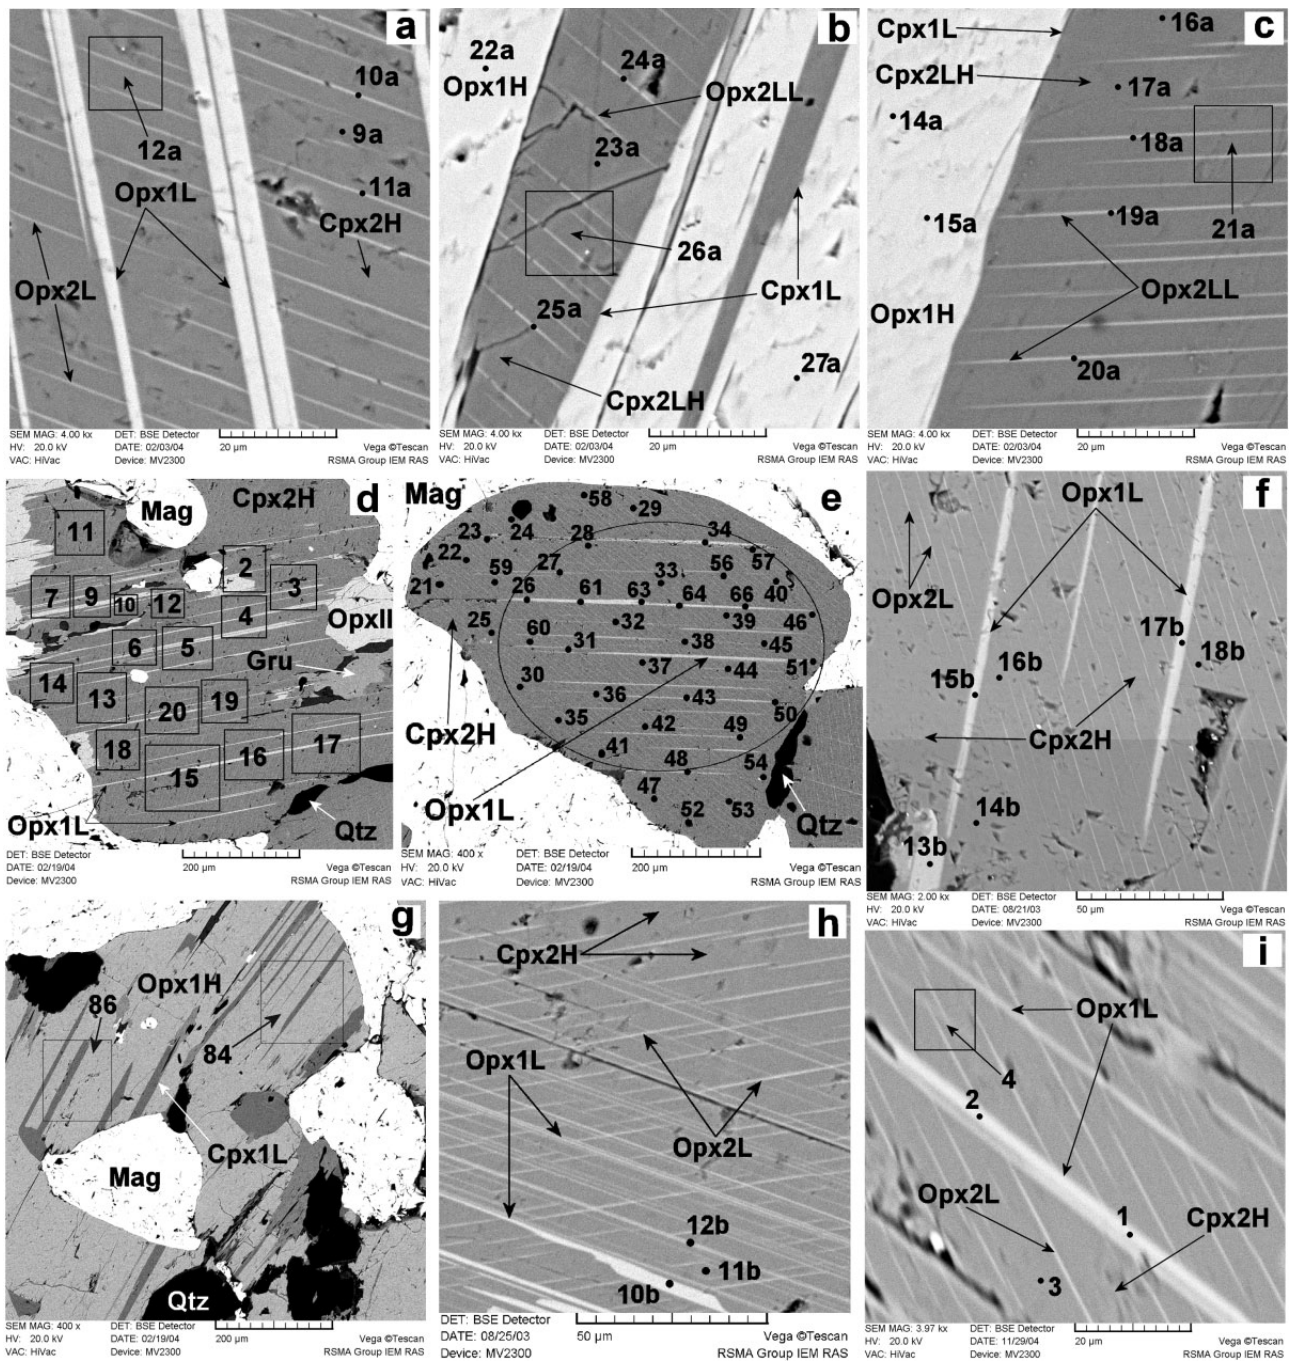 a
10a
9a
12a
11a
Opx1L
Cpx2H
Opx2L
SEM MAG: 4.00 kx DET: BSE Detector
HV: 20.0 kV DATE: 02/03/04 20 µm Vega ©Tescan
VAC: HiVac Device: MV2300 RSMA Group IEM RAS
b
22a
24a
Opx1H
Opx2LL
23a
26a
Cpx1L
25a
27a
Cpx2LH
SEM MAG: 4.00 kx DET: BSE Detector
HV: 20.0 kV DATE: 02/03/04 20 µm Vega ©Tescan
VAC: HiVac Device: MV2300 RSMA Group IEM RAS
c
16a
Cpx1L
Cpx2LH
17a
14a
18a
15a
19a
21a
Opx2LL
Opx1H
20a
SEM MAG: 4.00 kx DET: BSE Detector
HV: 20.0 kV DATE: 02/03/04 20 µm Vega ©Tescan
VAC: HiVac Device: MV2300 RSMA Group IEM RAS
d
Cpx2H
Mag
11
2
3
7 9 10 12
4
OpxII
6 5
Gru
14 13
20 19
18 15 16 17
Opx1L
Qtz
DET: BSE Detector
DATE: 02/19/04 200 µm Vega ©Tescan
Device: MV2300 RSMA Group IEM RAS
e
Mag
58
29
24
23
28
34
22
27
57
59
33
56
21
26
61
63
64
66
40
25
32
39
46
60
31
38
45
37
44
51
30
36
43
50
Cpx2H
35
42
49
41
48
54
47
Opx1L
52
53
Qtz
SEM MAG: 400 x DET: BSE Detector
HV: 20.0 kV DATE: 02/19/04 200 µm Vega ©Tescan
VAC: HiVac Device: MV2300 RSMA Group IEM RAS
f
Opx1L
Opx2L
17b
16b
18b
15b
Cpx2H
14b
13b
SEM MAG: 2.00 kx DET: BSE Detector
HV: 20.0 kV DATE: 08/21/03 50 µm Vega ©Tescan
VAC: HiVac Device: MV2300 RSMA Group IEM RAS
g
Opx1H
86
84
Cpx1L
Mag
Qtz
SEM MAG: 400 x DET: BSE Detector
HV: 20.0 kV DATE: 02/19/04 200 µm Vega ©Tescan
VAC: HiVac Device: MV2300 RSMA Group IEM RAS
h
Cpx2H
Opx1L
Opx2L
12b
11b
10b
DET: BSE Detector
DATE: 08/25/03 50 µm Vega ©Tescan
Device: MV2300 RSMA Group IEM RAS
i
Opx1L
4
2
Opx2L
1
Cpx2H
3
SEM MAG: 3.97 kx DET: BSE Detector
HV: 20.0 kV DATE: 11/29/04 20 µm Vega ©Tescan
VAC: HiVac Device: MV2300 RSMA Group IEM RAS